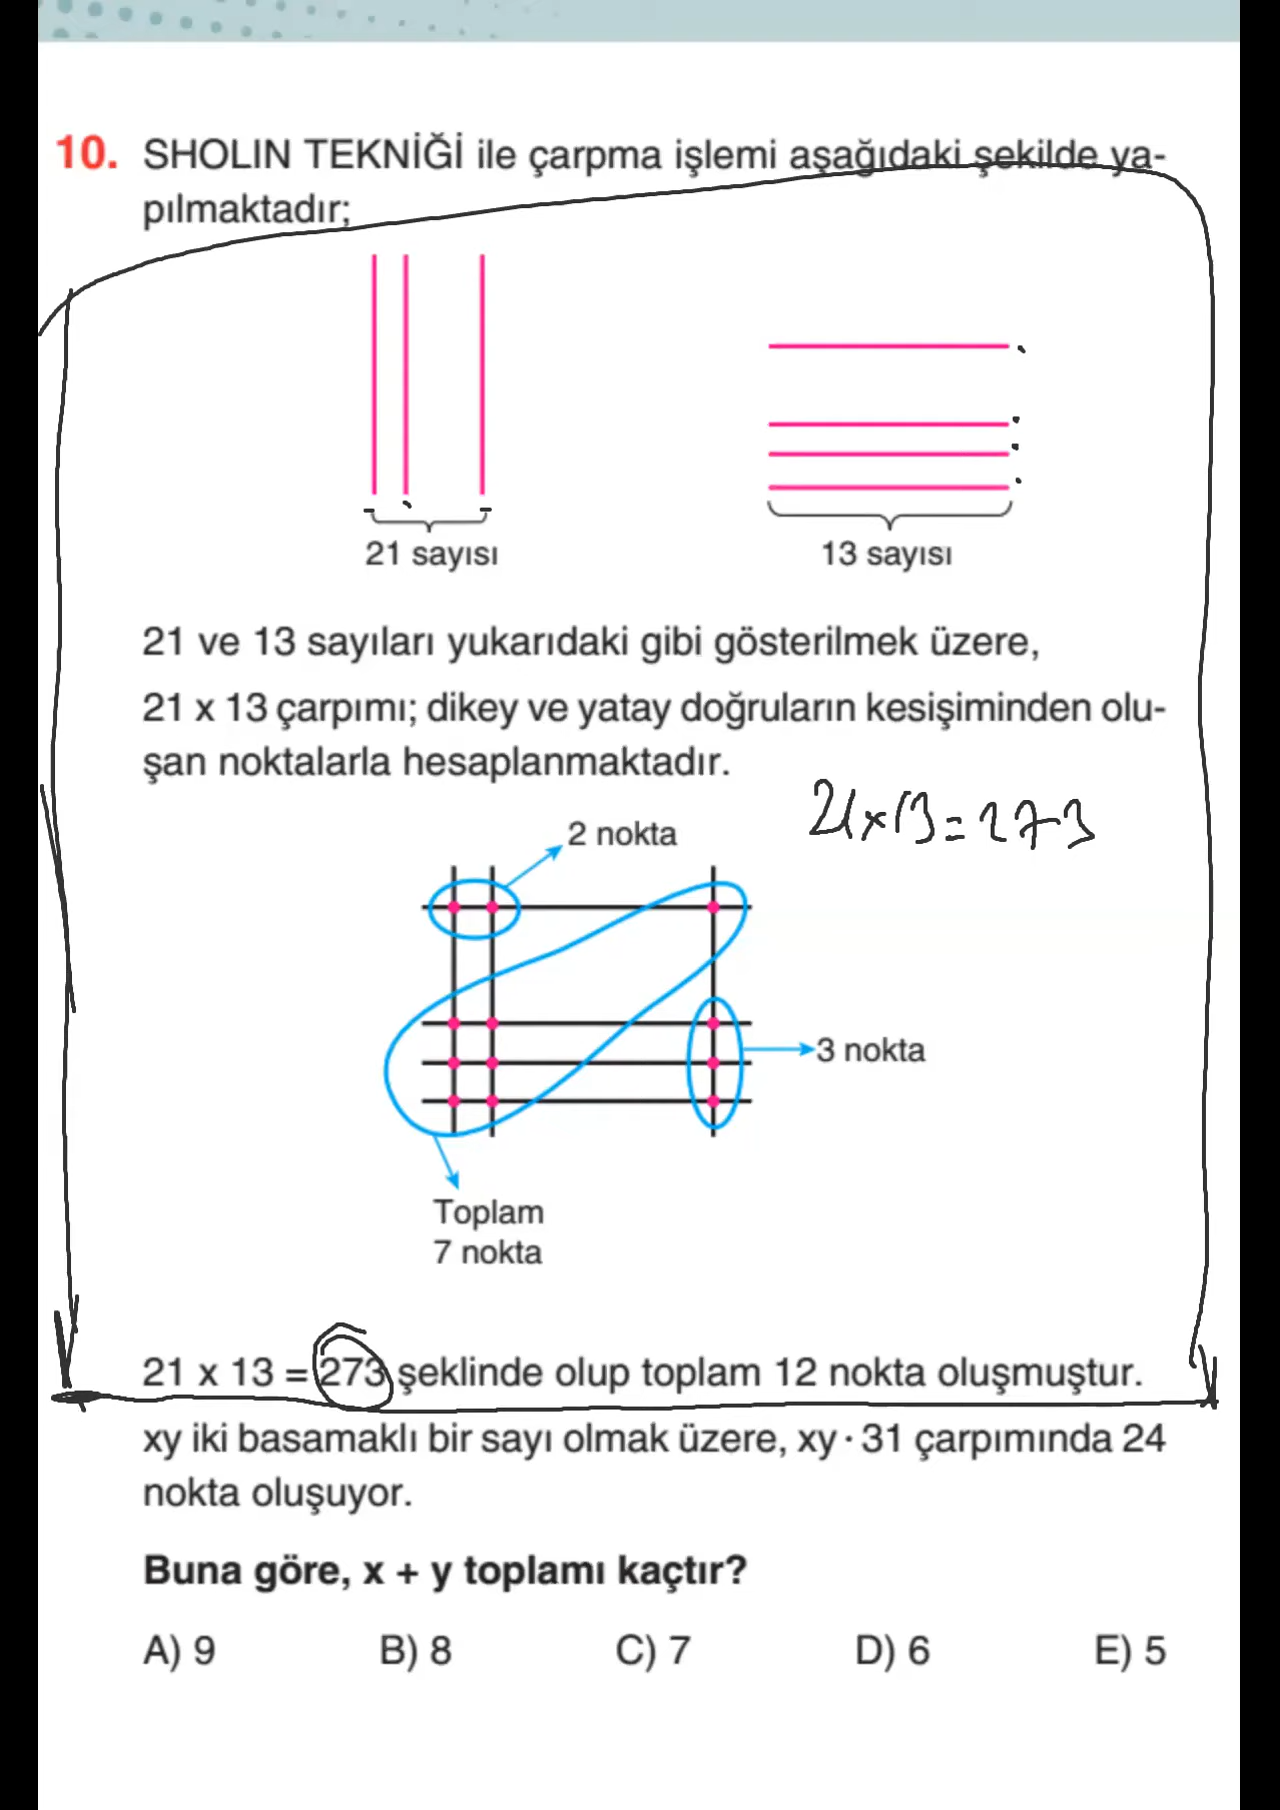 10. SHOLIN TEKNİĞİ ile çarpma işlemi aşağıdaki şekilde ya-
pılmaktadır;
21 sayısı
13 sayısı
21 ve 13 sayıları yukarıdaki gibi gösterilmek üzere,
21 x 13 çarpımı; dikey ve yatay doğruların kesişiminden olu-
şan noktalarla hesaplanmaktadır.
21x13=273
2 nokta
3 nokta
Toplam
7 nokta
21 x 13 = 273 şeklinde olup toplam 12 nokta oluşmuştur.
xy iki basamaklı bir sayı olmak üzere, xy · 31 çarpımında 24
nokta oluşuyor.
Buna göre, x + y toplamı kaçtır?
A) 9 B) 8 C) 7 D) 6 E) 5